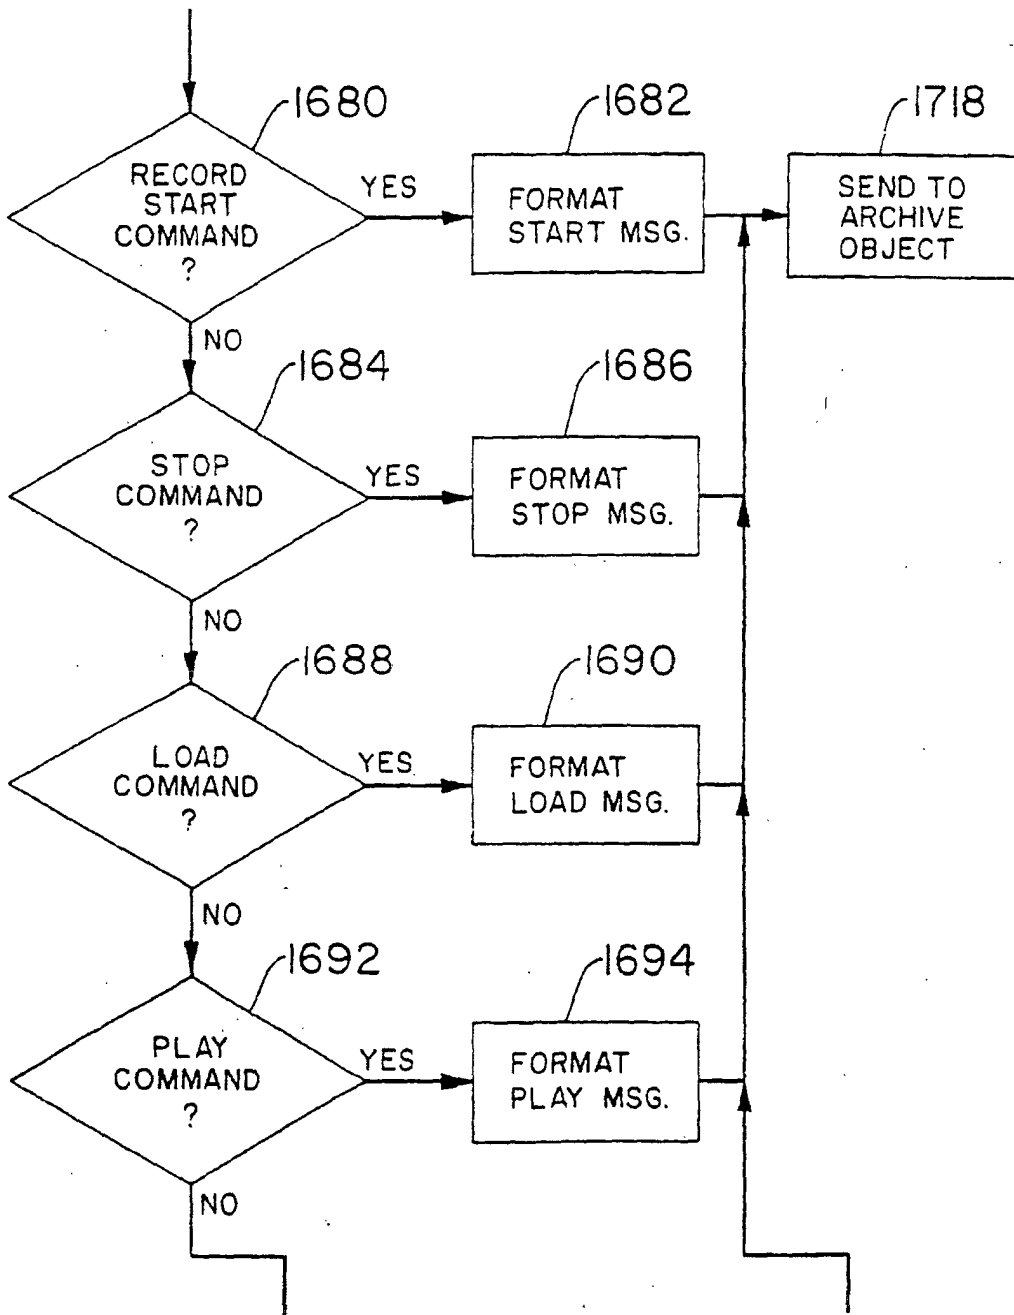 1680
RECORD
START
COMMAND
?
YES
1682
FORMAT
START MSG.
1718
SEND TO
ARCHIVE
OBJECT
NO
1684
STOP
COMMAND
?
YES
1686
FORMAT
STOP MSG.
NO
1688
LOAD
COMMAND
?
YES
1690
FORMAT
LOAD MSG.
NO
1692
PLAY
COMMAND
?
YES
1694
FORMAT
PLAY MSG.
NO